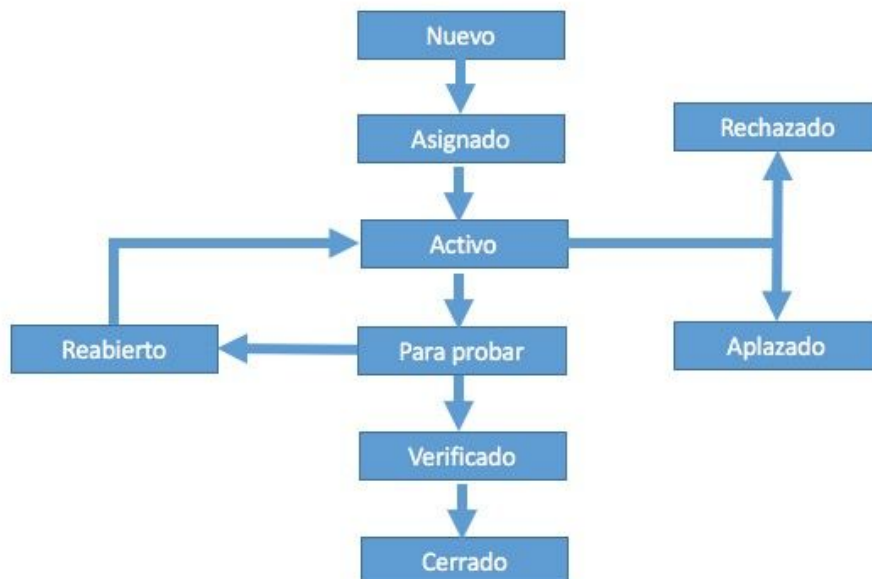 Nuevo
Asignado
Rechazado
Activo
Reabierto
Para probar
Aplazado
Verificado
Cerrado